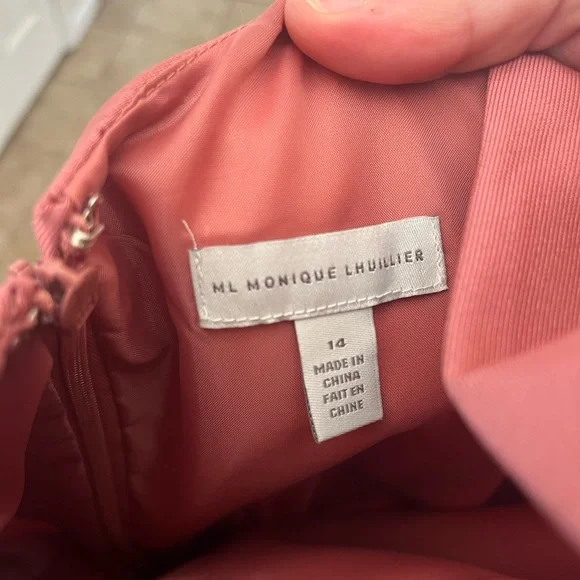 ML MONIQUE LHUILLIER
14
MADE IN
CHINA
FAIT EN
CHINE